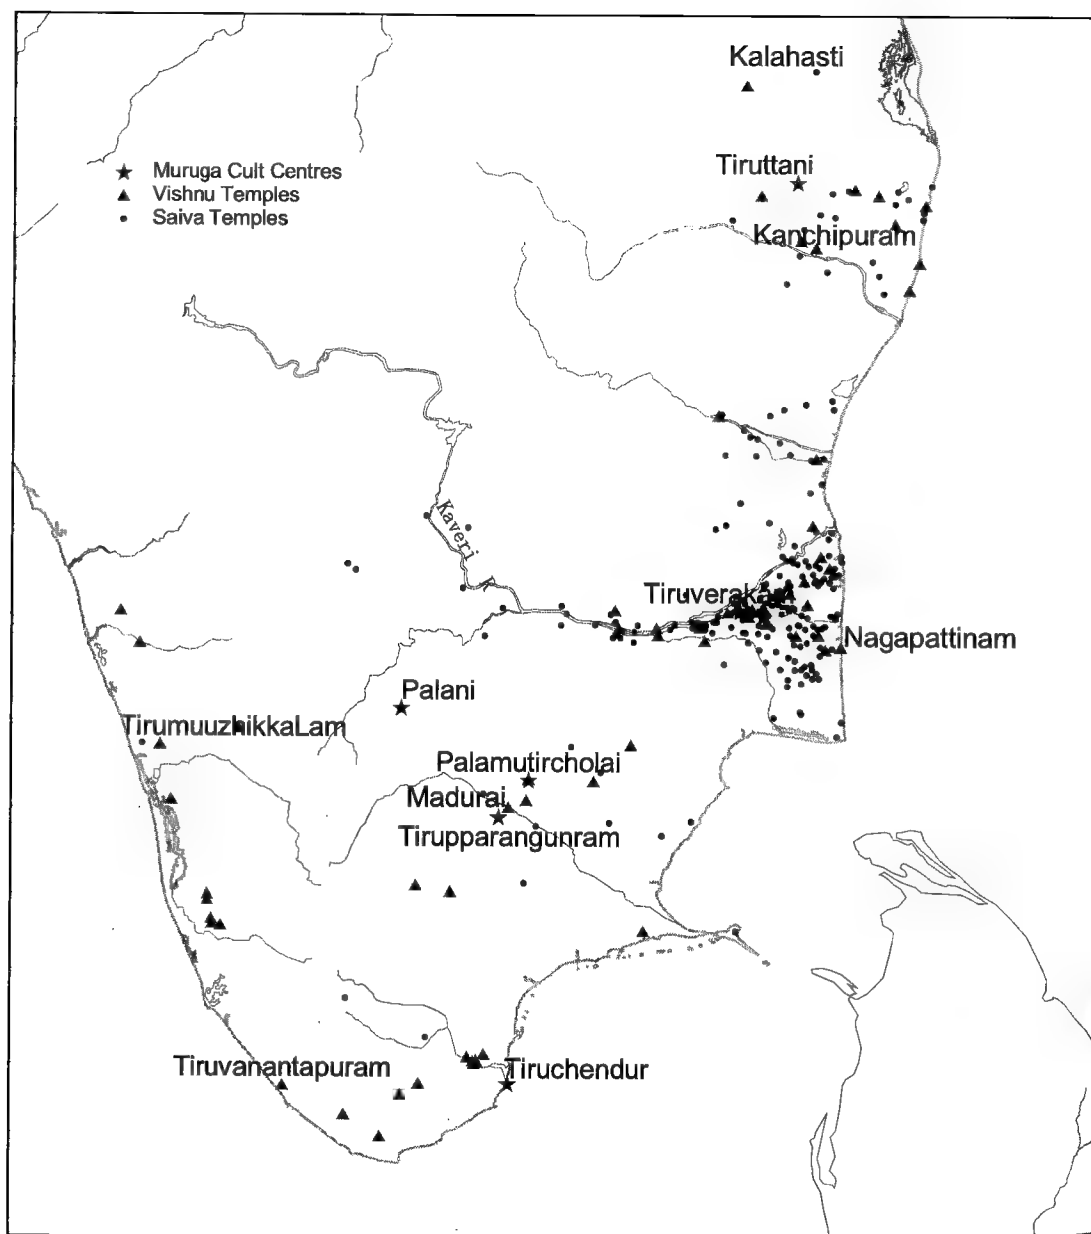 Kalahasti
Tiruttani
★ Muruga Cult Centres
▲ Vishnu Temples
• Saiva Temples
Kanchipuram
Kaveri R
Tiruverakam
Nagapattinam
Palani
TirumuuzhikkaLam
Palamutircholai
Madurai
Tirupparangunram
Tiruvanantapuram
Tiruchendur